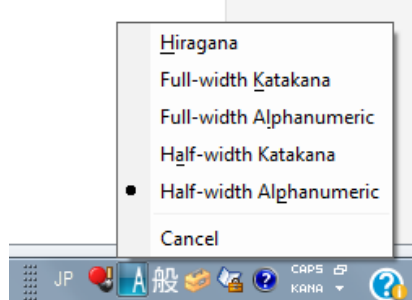 Hiragana
Full-width Katakana
Full-width Alphanumeric
Half-width Katakana
Half-width Alphanumeric
Cancel
JP A 般 ? CAPS ?
KANA